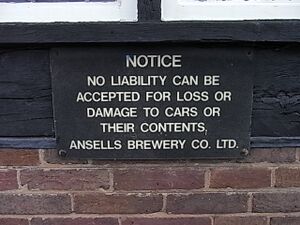 NOTICE
NO LIABILITY CAN BE
ACCEPTED FOR LOSS OR
DAMAGE TO CARS OR
THEIR CONTENTS,
ANSELLS BREWERY CO. LTD.